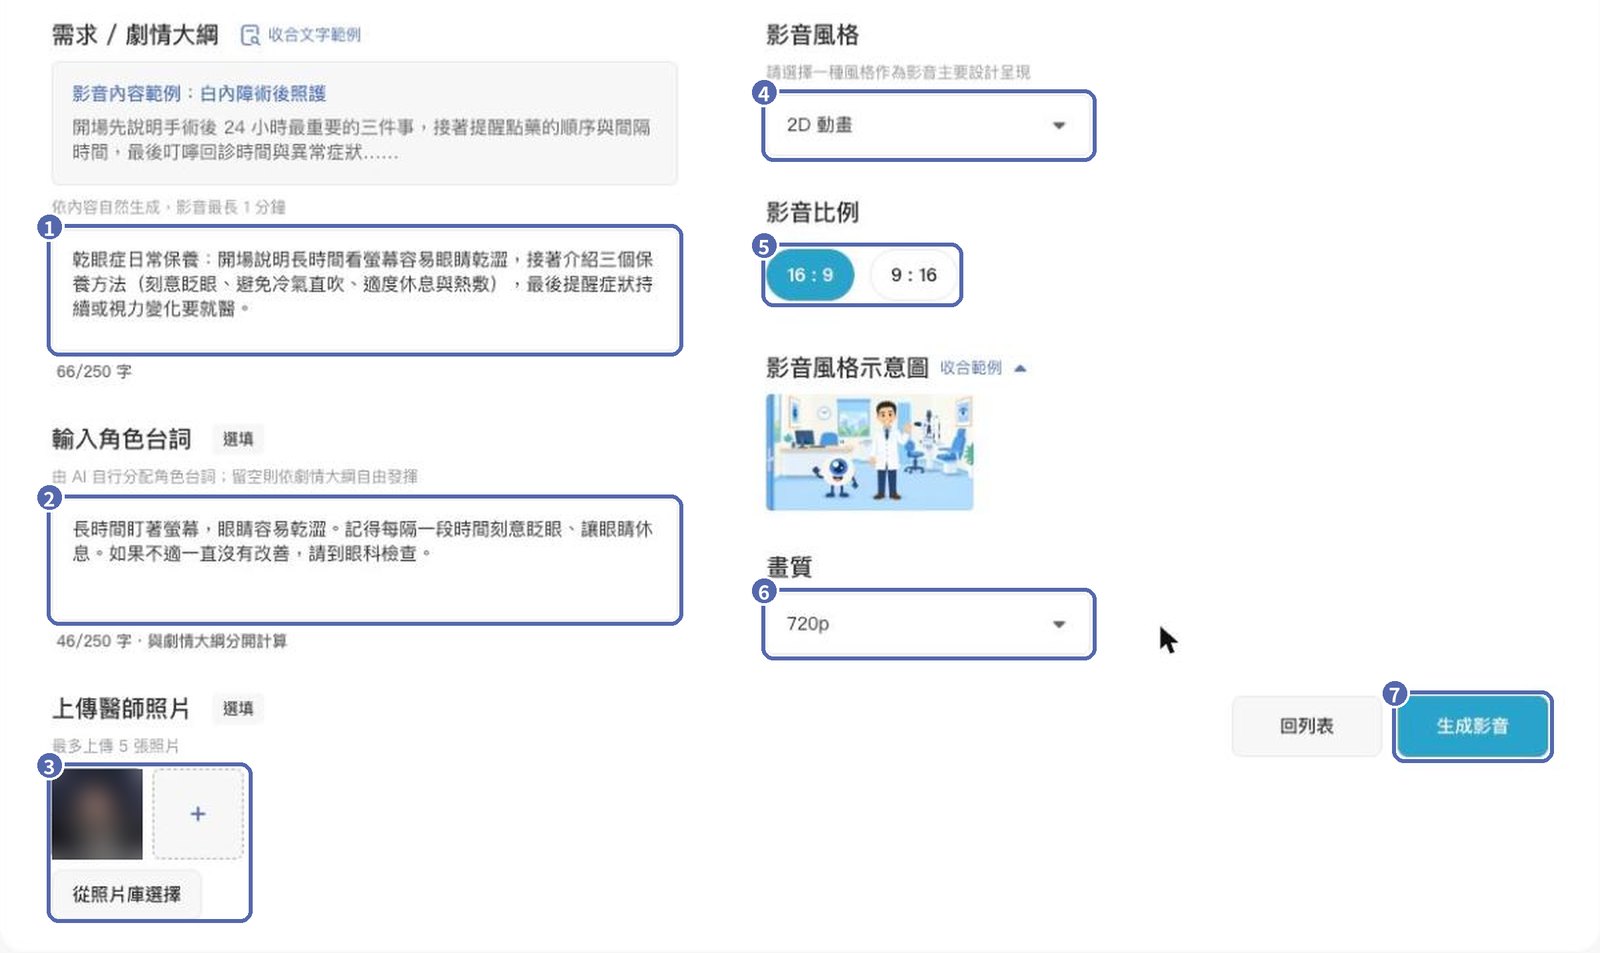 需求 / 劇情大綱 收合文字範例
影音內容範例：白內障術後照護
開場先說明手術後 24 小時最重要的三件事，接著提醒點藥的順序與間隔
時間，最後叮嚀回診時間與異常症狀……
依內容自然生成，影音最長 1 分鐘
1
乾眼症日常保養：開場說明長時間看螢幕容易眼睛乾澀，接著介紹三個保
養方法（刻意眨眼、避免冷氣直吹、適度休息與熱敷），最後提醒症狀持
續或視力變化要就醫。
66/250 字
輸入角色台詞 選填
由 AI 自行分配角色台詞；留空則依劇情大綱自由發揮
2
長時間盯著螢幕，眼睛容易乾澀。記得每隔一段時間刻意眨眼、讓眼睛休
息。如果不適一直沒有改善，請到眼科檢查。
46/250 字 · 與劇情大綱分開計算
上傳醫師照片 選填
最多上傳 5 張照片
3
+
從照片庫選擇
影音風格
請選擇一種風格作為影音主要設計呈現
4
2D 動畫
影音比例
5
16 : 9 9 : 16
影音風格示意圖 收合範例
畫質
6
720p
7
回列表 生成影音